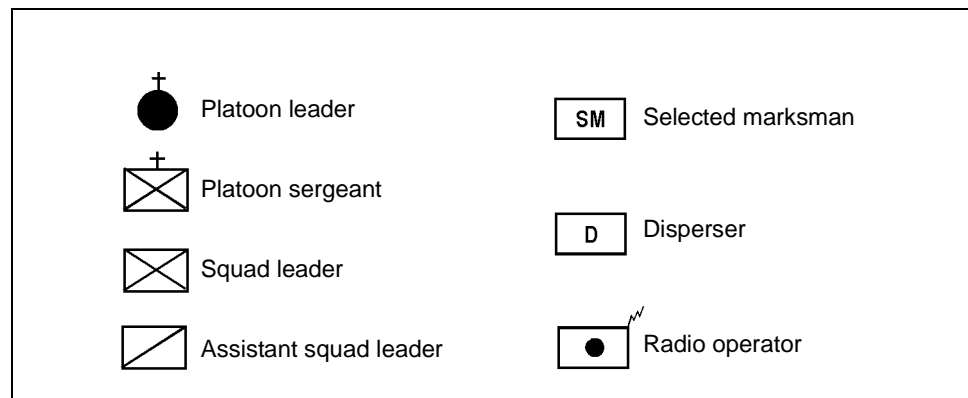 Platoon leader
Platoon sergeant
Squad leader
Assistant squad leader
SM Selected marksman
D Disperser
Radio operator